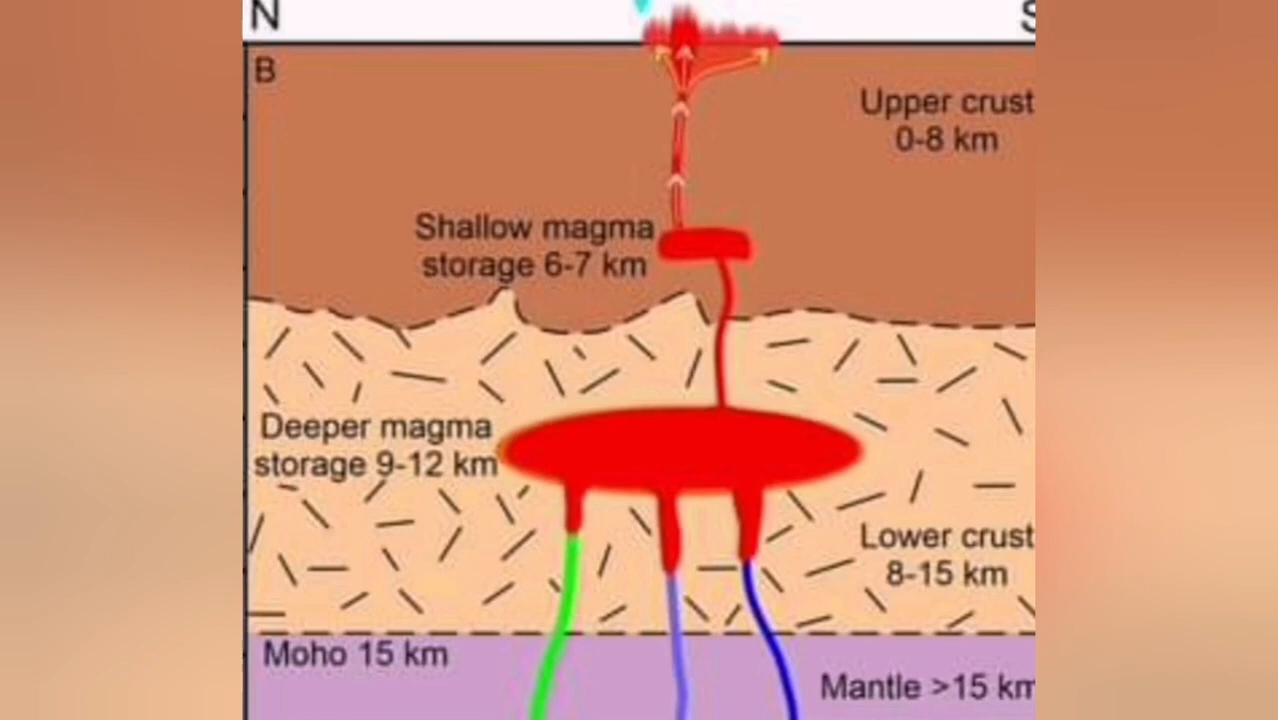 N
S
B
Upper crust
0-8 km
Shallow magma
storage 6-7 km
Deeper magma
storage 9-12 km
Lower crust
8-15 km
Moho 15 km
Mantle >15 km